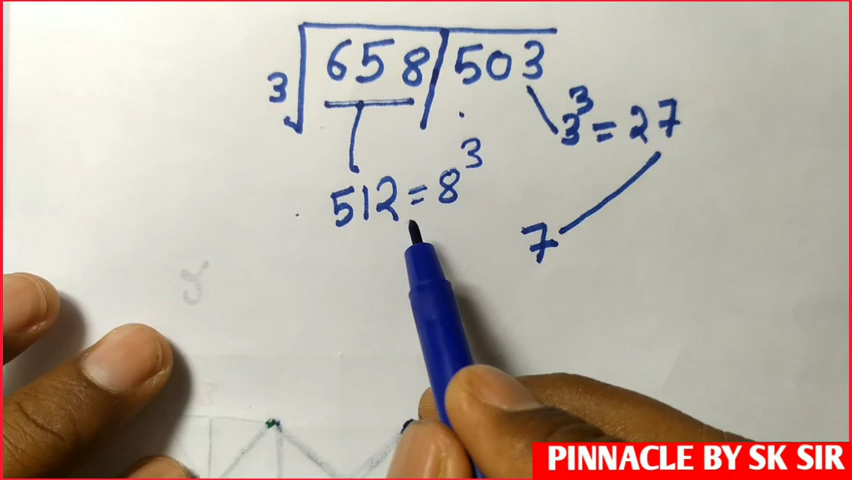 3√658/503
3³ = 27
512 = 8³
7
PINNACLE BY SK SIR